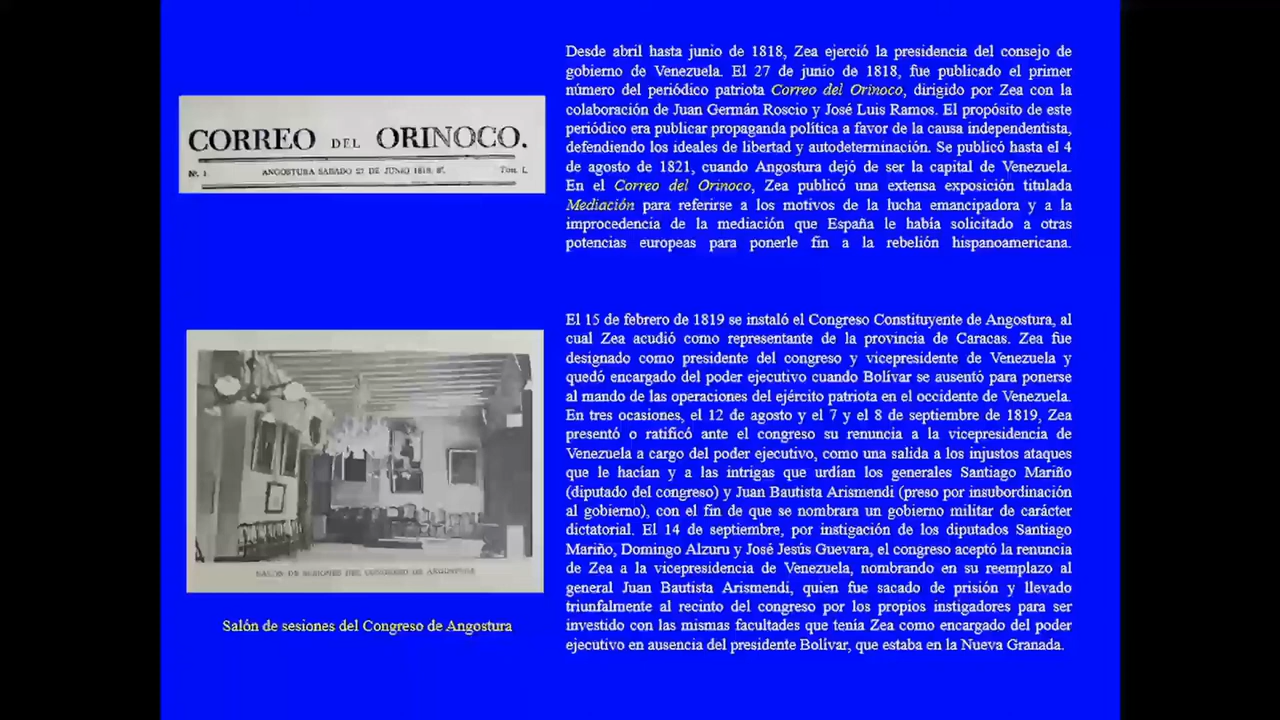 CORREO DEL ORINOCO.
Nº. 1. ANGOSTURA SABADO 27 DE JUNIO 1818, 8º. Tom. I.
Desde abril hasta junio de 1818, Zea ejerció la presidencia del consejo de
gobierno de Venezuela. El 27 de junio de 1818, fue publicado el primer
número del periódico patriota Correo del Orinoco, dirigido por Zea con la
colaboración de Juan Germán Roscio y José Luis Ramos. El propósito de este
periódico era publicar propaganda política a favor de la causa independentista,
defendiendo los ideales de libertad y autodeterminación. Se publicó hasta el 4
de agosto de 1821, cuando Angostura dejó de ser la capital de Venezuela.
En el Correo del Orinoco, Zea publicó una extensa exposición titulada
Mediación para referirse a los motivos de la lucha emancipadora y a la
improcedencia de la mediación que España le había solicitado a otras
potencias europeas para ponerle fin a la rebelión hispanoamericana.
SALÓN DE SESIONES DEL CONGRESO DE ANGOSTURA
Salón de sesiones del Congreso de Angostura
El 15 de febrero de 1819 se instaló el Congreso Constituyente de Angostura, al
cual Zea acudió como representante de la provincia de Caracas. Zea fue
designado como presidente del congreso y vicepresidente de Venezuela y
quedó encargado del poder ejecutivo cuando Bolívar se ausentó para ponerse
al mando de las operaciones del ejército patriota en el occidente de Venezuela.
En tres ocasiones, el 12 de agosto y el 7 y el 8 de septiembre de 1819, Zea
presentó o ratificó ante el congreso su renuncia a la vicepresidencia de
Venezuela a cargo del poder ejecutivo, como una salida a los injustos ataques
que le hacían y a las intrigas que urdían los generales Santiago Mariño
(diputado del congreso) y Juan Bautista Arismendi (preso por insubordinación
al gobierno), con el fin de que se nombrara un gobierno militar de carácter
dictatorial. El 14 de septiembre, por instigación de los diputados Santiago
Mariño, Domingo Alzuru y José Jesús Guevara, el congreso aceptó la renuncia
de Zea a la vicepresidencia de Venezuela, nombrando en su reemplazo al
general Juan Bautista Arismendi, quien fue sacado de prisión y llevado
triunfalmente al recinto del congreso por los propios instigadores para ser
investido con las mismas facultades que tenía Zea como encargado del poder
ejecutivo en ausencia del presidente Bolívar, que estaba en la Nueva Granada.